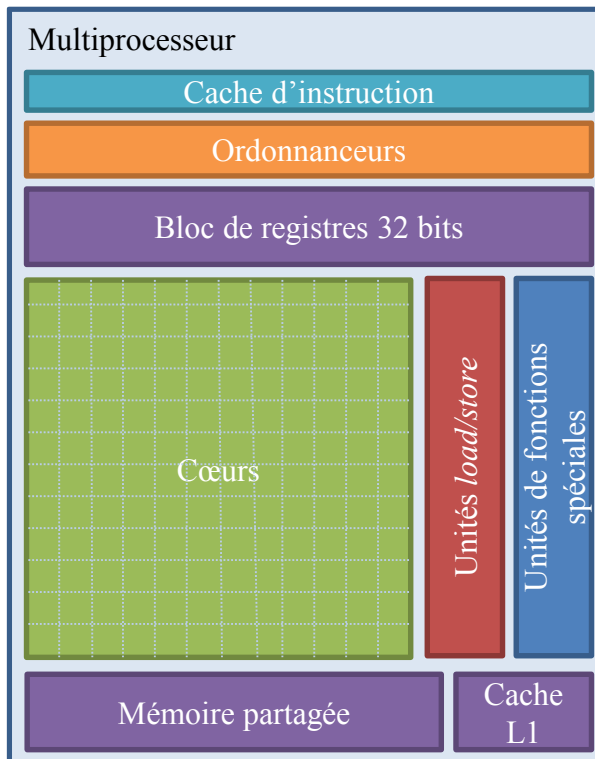 Multiprocesseur
Cache d’instruction
Ordonnanceurs
Bloc de registres 32 bits
Cœurs
Unités load/store
Unités de fonctions
spéciales
Mémoire partagée
Cache
L1